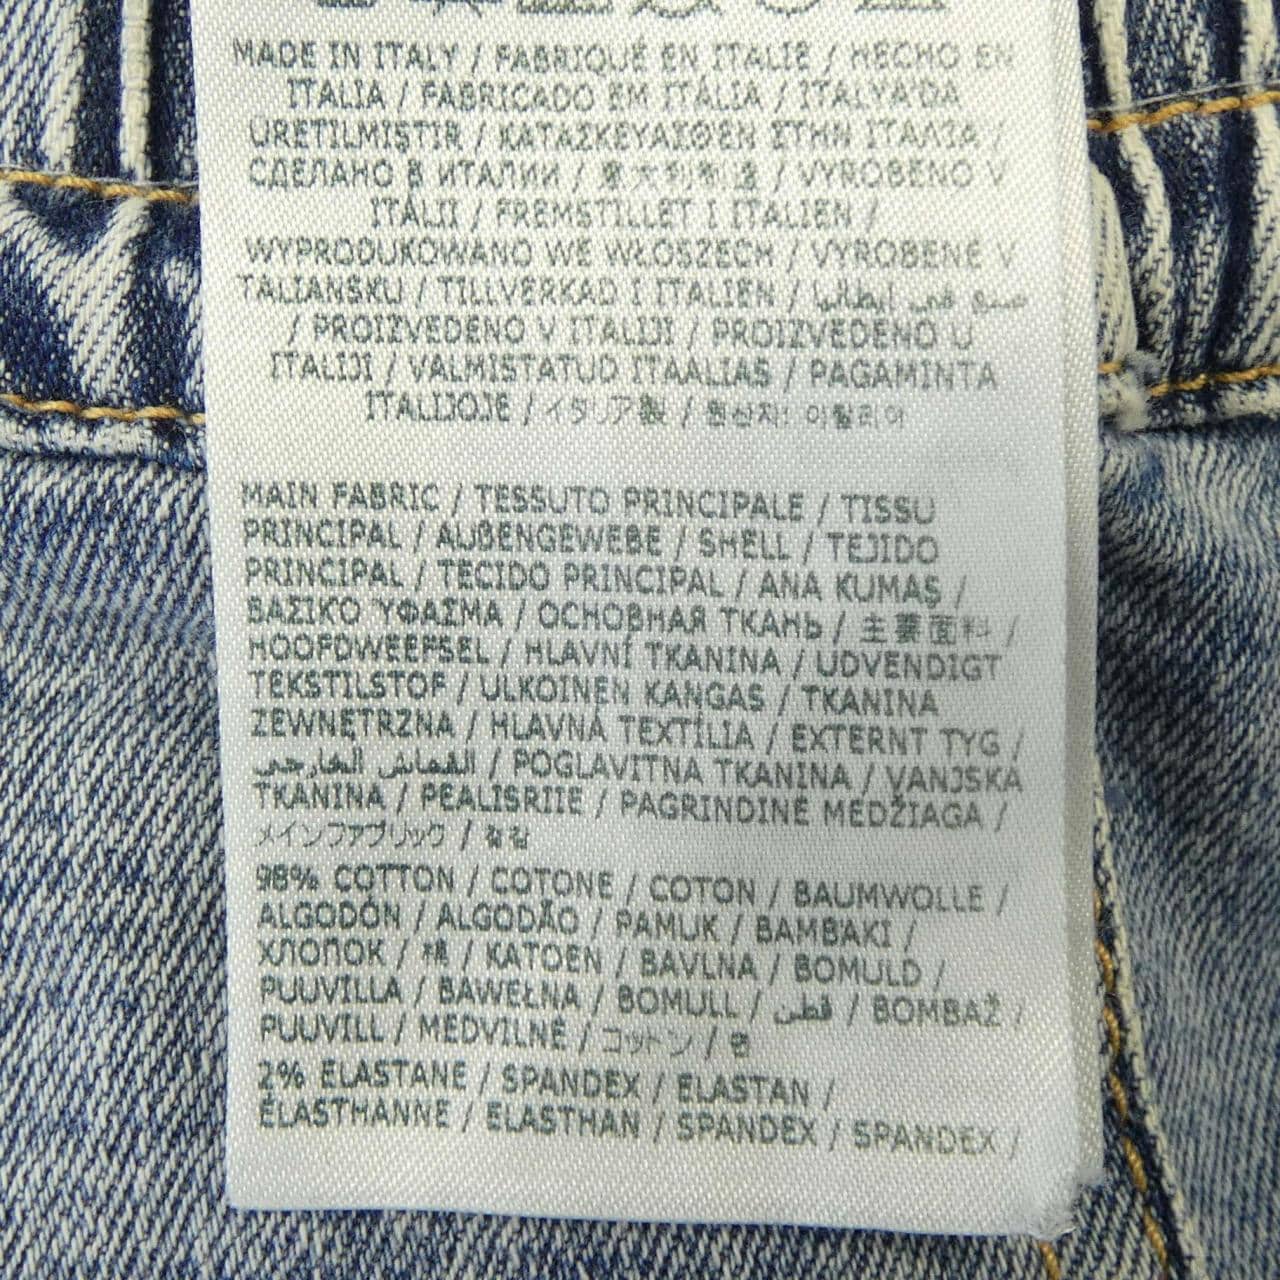 MADE IN ITALY / FABRIQUÉ EN ITALIE / HECHO EN
ITALIA / FABRICADO EM ITÁLIA / ITALYA'DA
ÜRETILMIŞTIR / ΚΑΤΑΣΚΕΥΑΣΘΕΝ ΣΤΗΝ ΙΤΑΛΙΑ /
СДЕЛАНО В ИТАЛИИ / 意大利制造 / VYROBENO V
ITÁLII / FREMSTILLET I ITALIEN /
WYPRODUKOWANO WE WŁOSZECH / VYROBENÉ V
TALIANSKU / TILLVERKAD I ITALIEN / صنع في ايطاليا
/ PROIZVEDENO V ITALIJI / PROIZVEDENO U
ITALIJI / VALMISTATUD ITAALIAS / PAGAMINTA
ITALIJOJE / イタリア製 / 원산지: 이탈리아
MAIN FABRIC / TESSUTO PRINCIPALE / TISSU
PRINCIPAL / AUßENGEWEBE / SHELL / TEJIDO
PRINCIPAL / TECIDO PRINCIPAL / ANA KUMAŞ /
ΒΑΣΙΚΟ ΎΦΑΣΜΑ / ОСНОВНАЯ ТКАНЬ / 主要面料 /
HOOFDWEEFSEL / HLAVNÍ TKANINA / UDVENDIGT
TEKSTILSTOF / ULKOINEN KANGAS / TKANINA
ZEWNĘTRZNA / HLAVNÁ TEXTÍLIA / EXTERNT TYG /
القماش الخارجي / POGLAVITNA TKANINA / VANJSKA
TKANINA / PEALISRIIE / PAGRINDINĖ MEDŽIAGA /
メインファブリック / 겉감
98% COTTON / COTONE / COTON / BAUMWOLLE /
ALGODÓN / ALGODÃO / PAMUK / ΒΑΜΒΆΚΙ /
ХЛОПОК / 棉 / KATOEN / BAVLNA / BOMULD /
PUUVILLA / BAWEŁNA / BOMULL / قطن / BOMBAŽ /
PUUVILL / MEDVILNĖ / コットン / 면
2% ELASTANE / SPANDEX / ELASTAN /
ÉLASTHANNE / ELASTHAN / SPANDEX / SPANDEX /